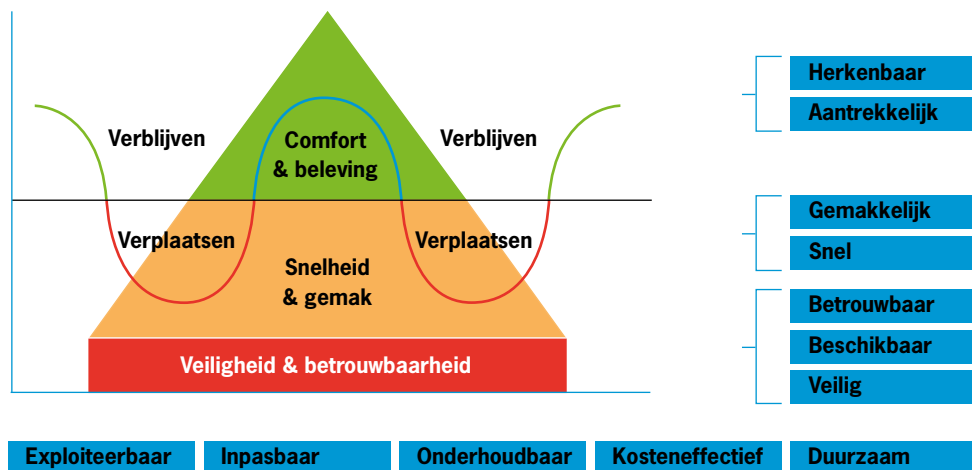 Verblijven
Comfort
& beleving
Verblijven
Verplaatsen
Verplaatsen
Snelheid
& gemak
Veiligheid & betrouwbaarheid
Herkenbaar
Aantrekkelijk
Gemakkelijk
Snel
Betrouwbaar
Beschikbaar
Veilig
Exploiteerbaar
Inpasbaar
Onderhoudbaar
Kosteneffectief
Duurzaam